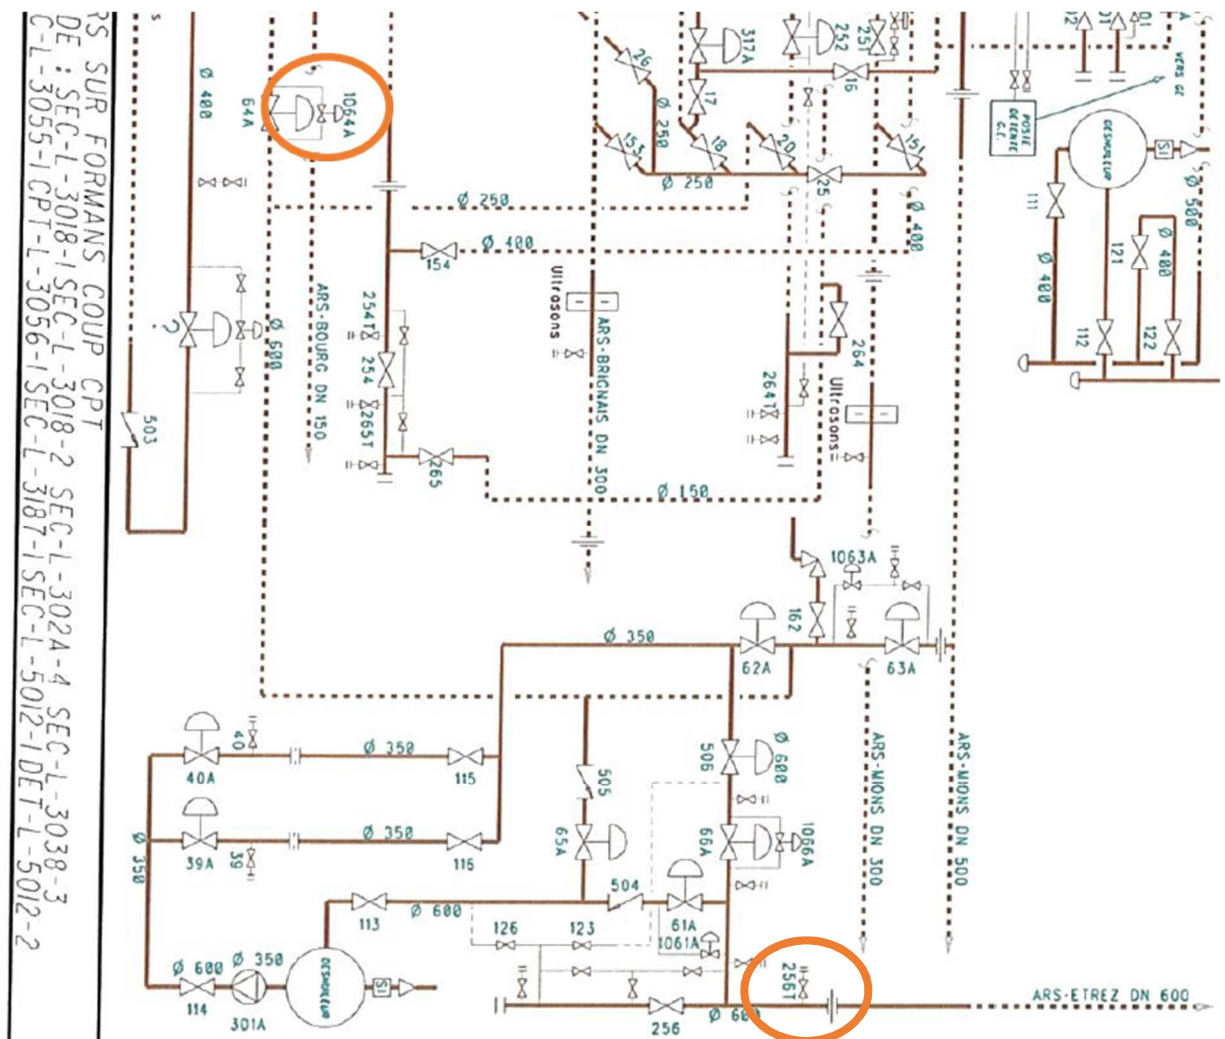 RS SUR FORMANS COUP CPT
DE : SEC-L-3018-1 SEC-L-3018-2 SEC-L-302A-4 SEC-L-3038-3
C-L-3055-1 CPT-L-3056-1 SEC-L-3187-1 SEC-L-5012-1 DET-L-5012-2
Ø 400
64A
1064A
26
Ø 250
317A
17
252
251
16
VERS GE
POSTE
DETENTE
DESHUILEUR
SI
153
18
20
151
Ø 250
25
111
Ø 500
Ø 250
Ø 400
154
Ø 400
121
Ø 400
Ø 400
112
122
Ultrasons
254T
254
265T
265
ARS-BOURG DN 150
ARS-BRIGNAIS DN 300
264
264T
Ultrasons
?
Ø 600
503
Ø 150
1063A
162
Ø 350
62A
63A
40
40A
Ø 350
115
505
506
Ø 600
ARS-MIONS DN 300
ARS-MIONS DN 500
39A
39
Ø 350
116
65A
66A
1066A
Ø 350
504
113
Ø 600
61A
1061A
126
123
Ø 600
Ø 350
114
301A
DESHUILEUR
SI
256
Ø 600
256T
ARS-ETREZ DN 600